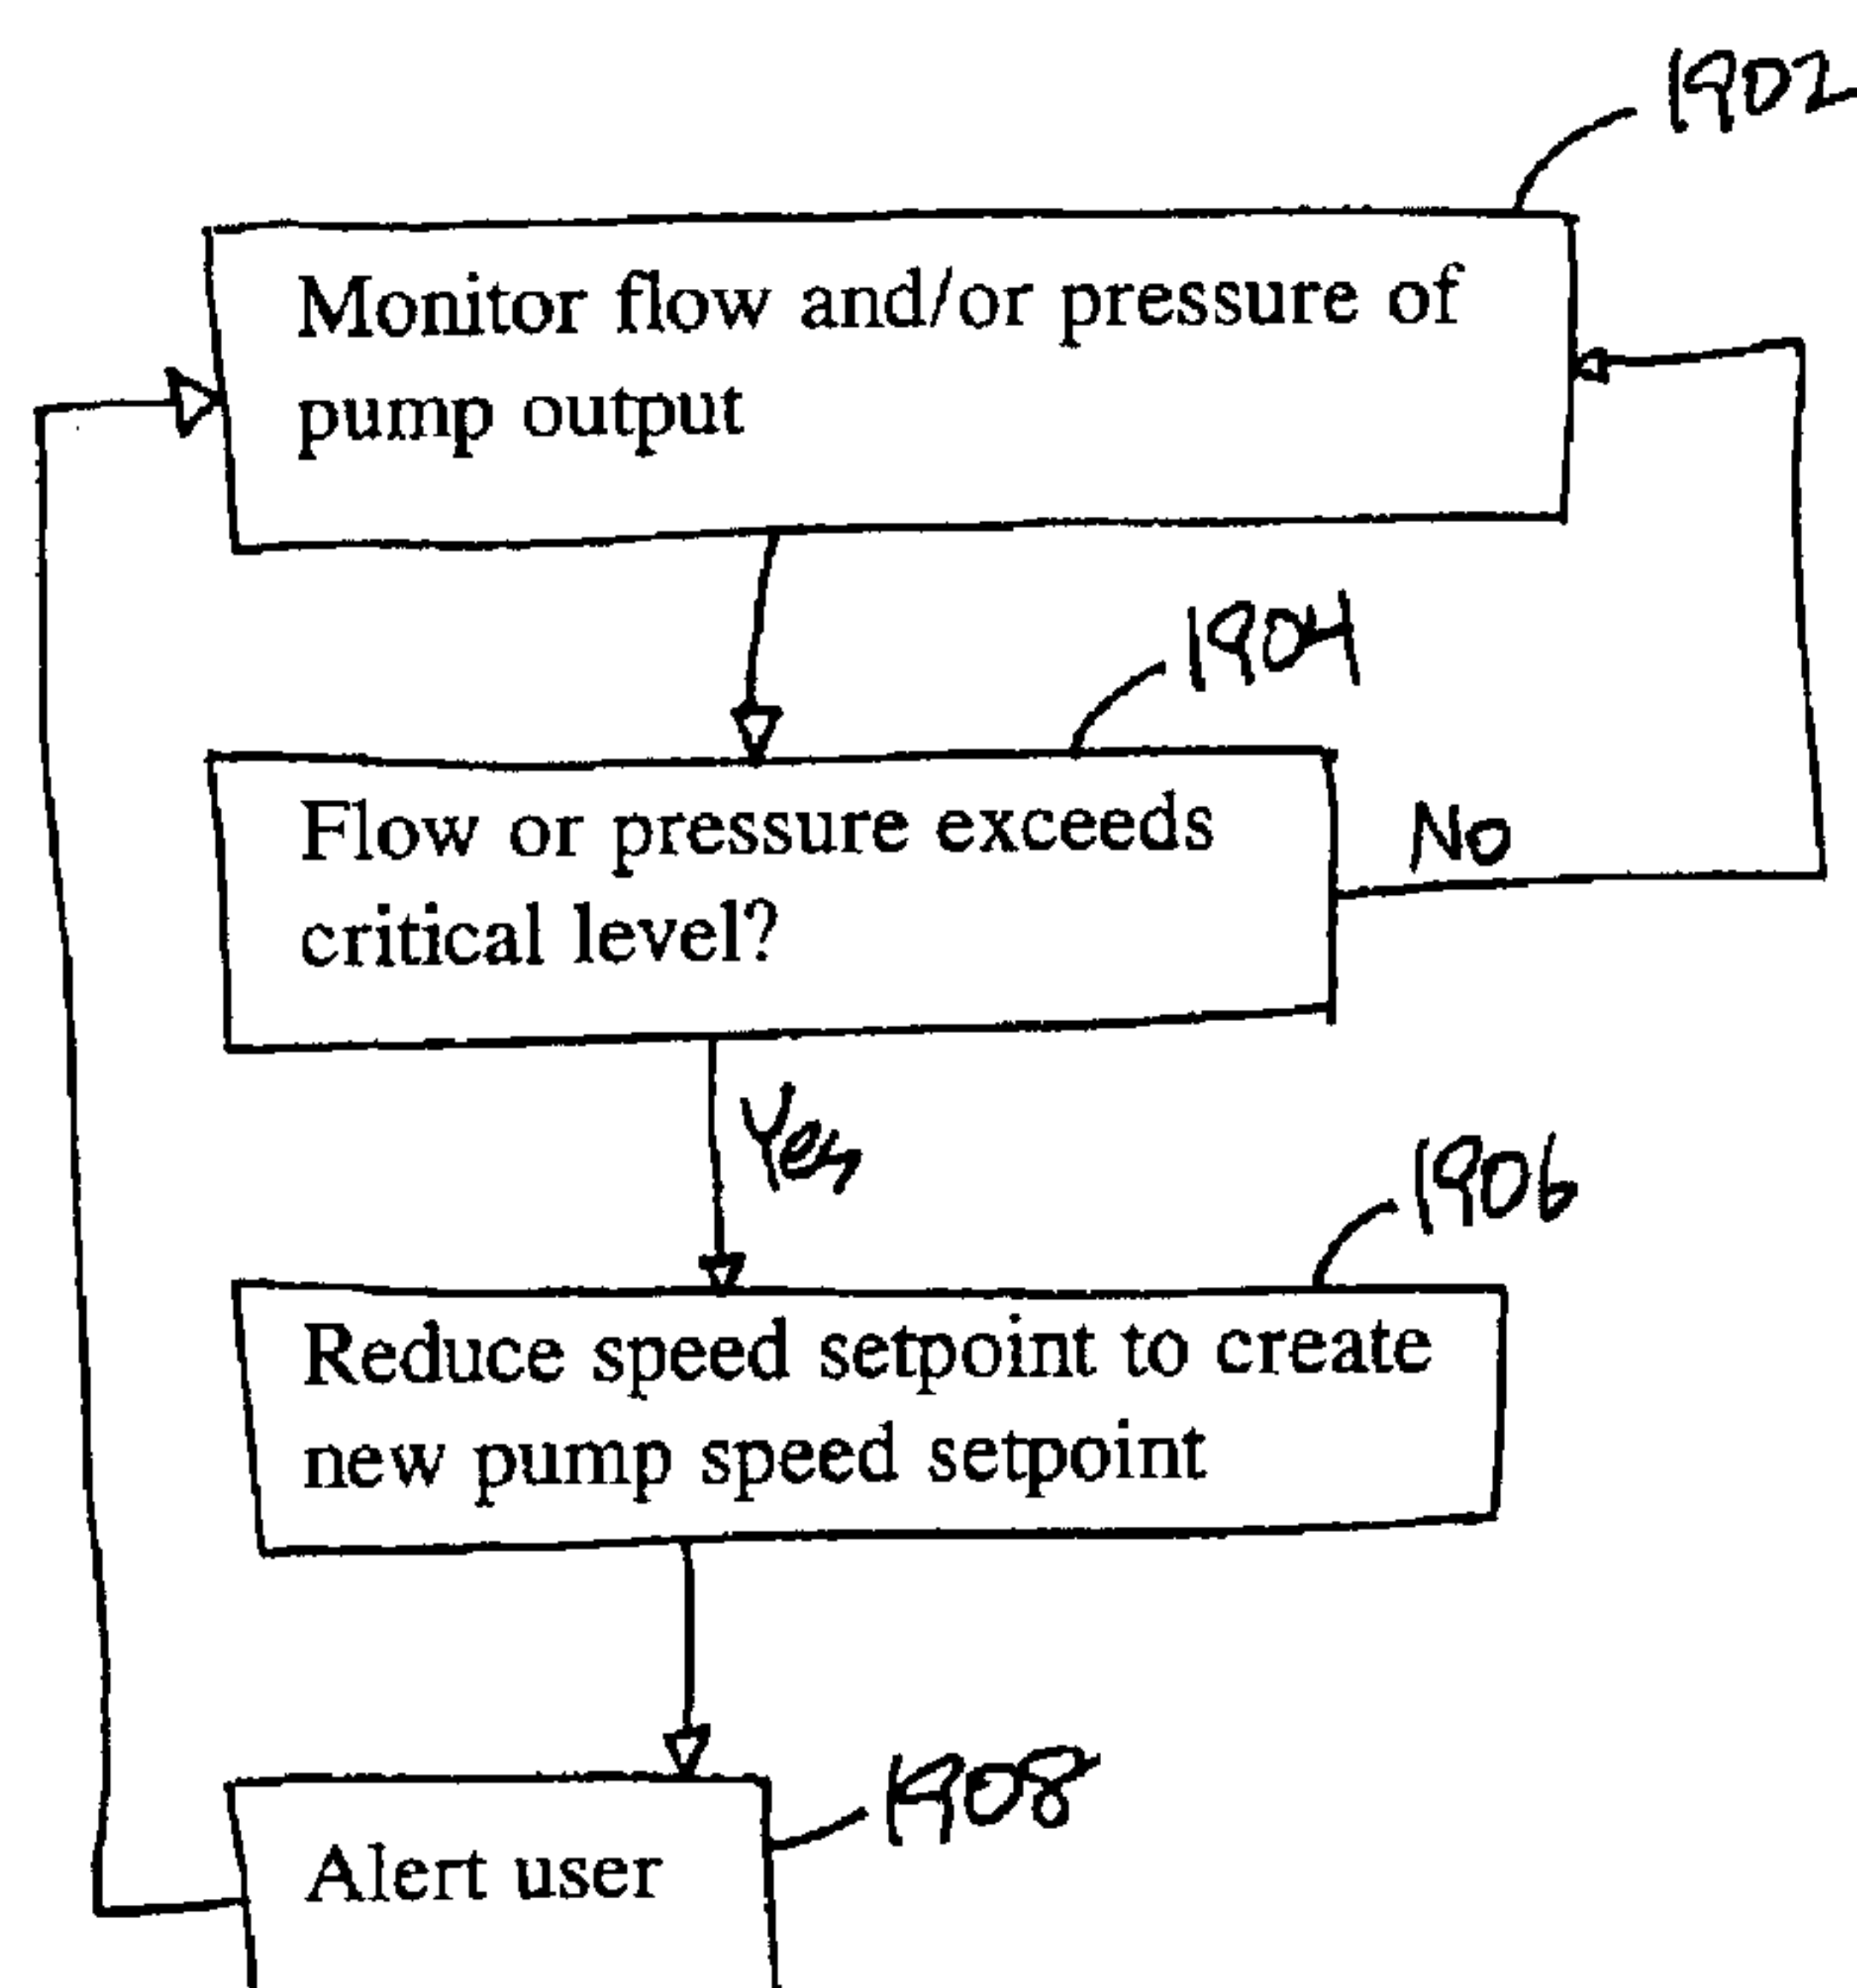 1902
Monitor flow and/or pressure of
pump output
1904
Flow or pressure exceeds
critical level?
No
Yes
1906
Reduce speed setpoint to create
new pump speed setpoint
1908
Alert user